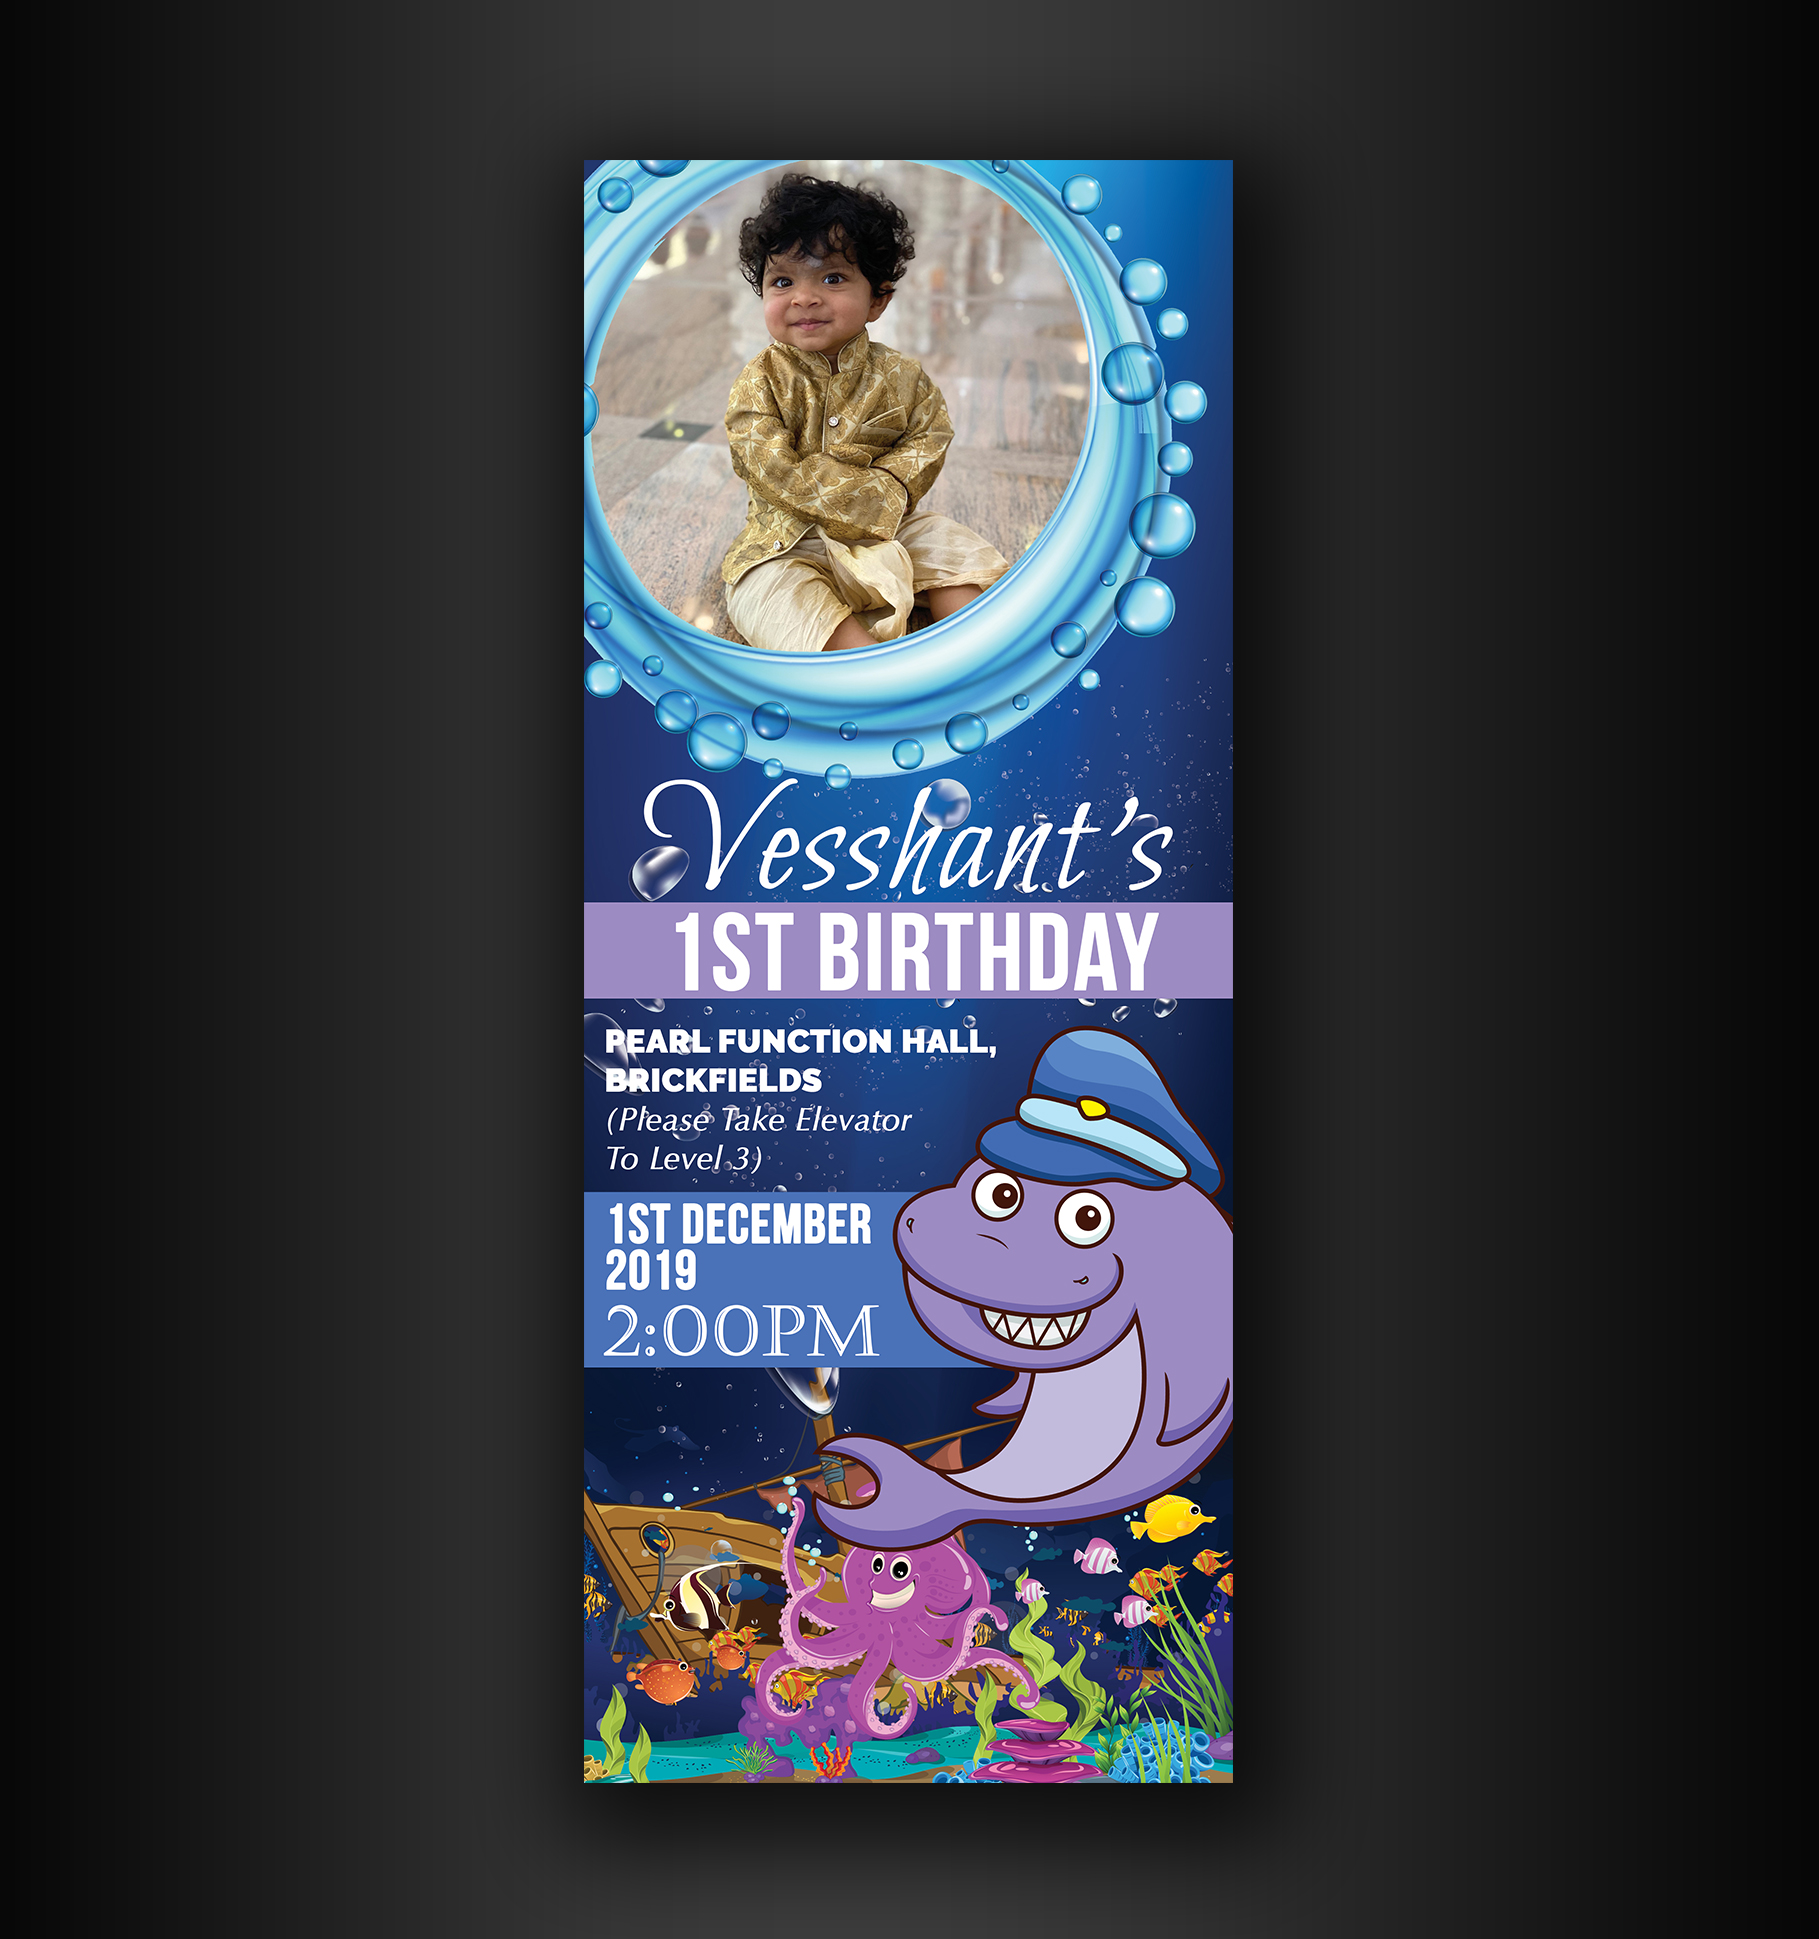 Vesshant's
1ST BIRTHDAY
PEARL FUNCTION HALL,
BRICKFIELDS
(Please Take Elevator
To Level 3)
1ST DECEMBER
2019
2:00PM